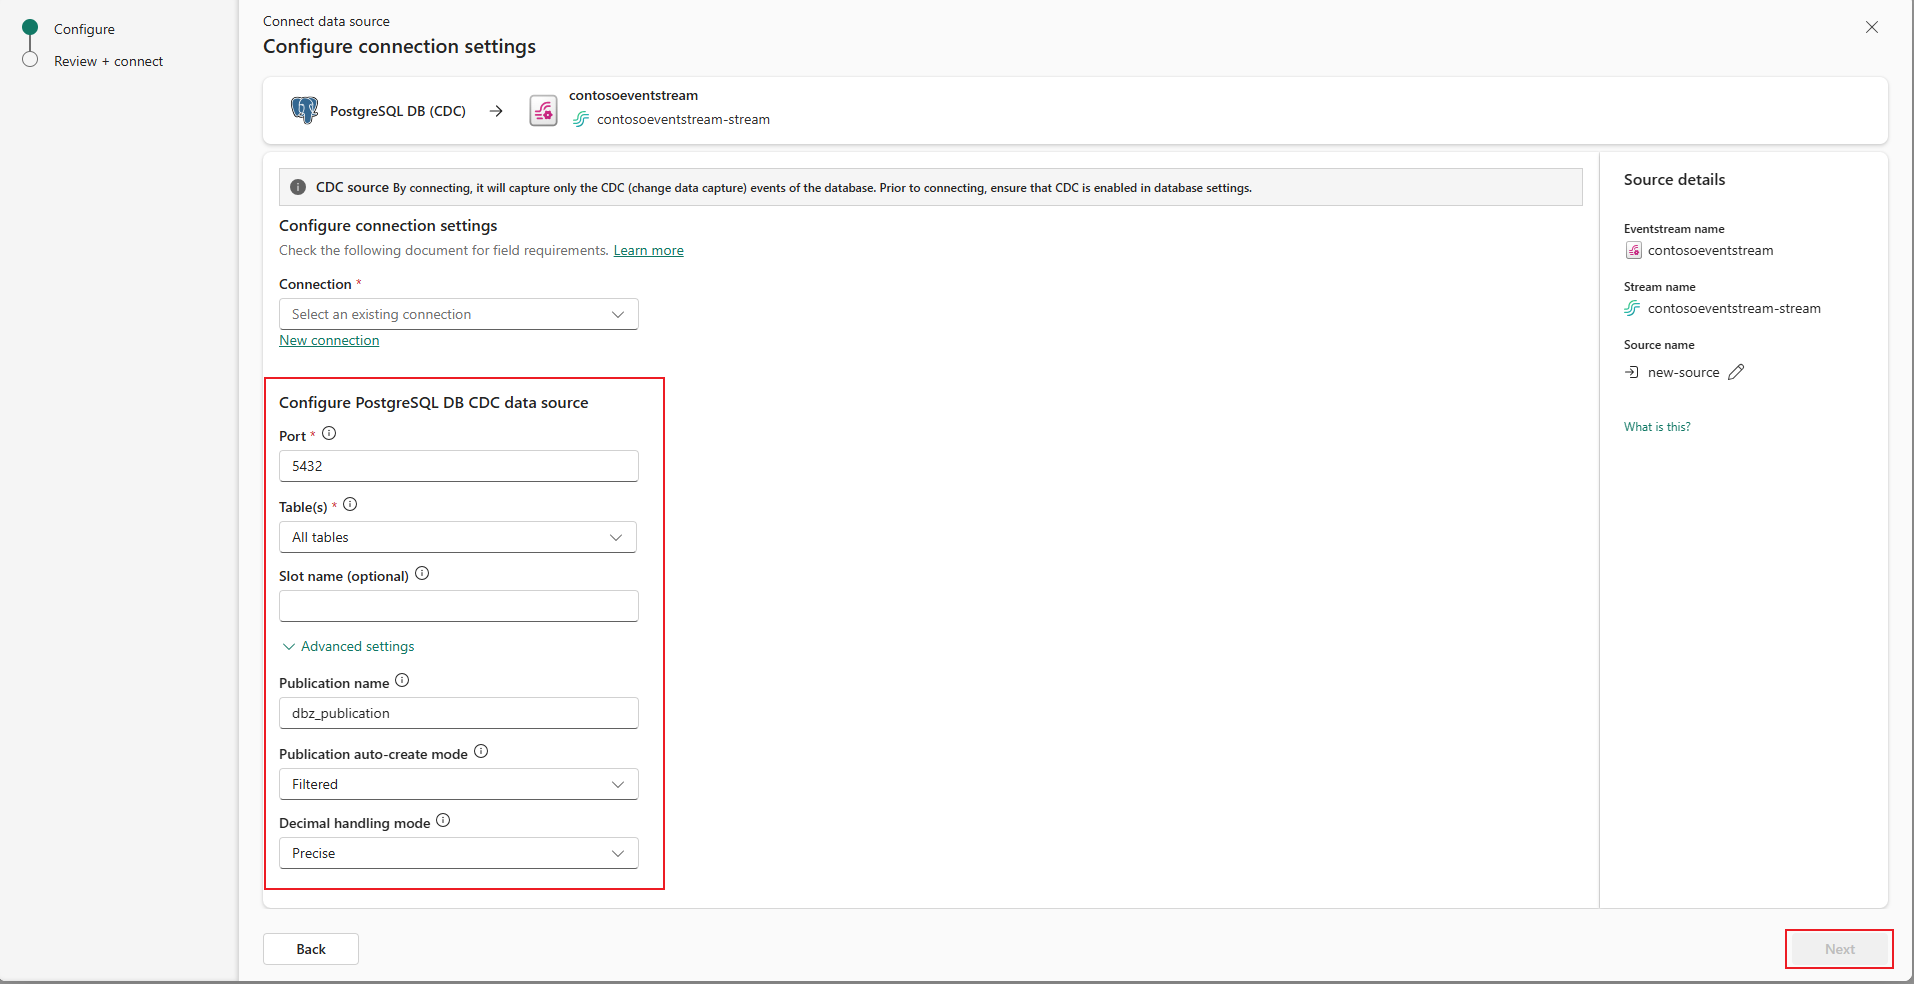 Configure
Review + connect
Connect data source
Configure connection settings
PostgreSQL DB (CDC)
contosoeventstream
contosoeventstream-stream
CDC source By connecting, it will capture only the CDC (change data capture) events of the database. Prior to connecting, ensure that CDC is enabled in database settings.
Configure connection settings
Check the following document for field requirements. Learn more
Connection *
Select an existing connection
New connection
Configure PostgreSQL DB CDC data source
Port *
5432
Table(s) *
All tables
Slot name (optional)
Advanced settings
Publication name
dbz_publication
Publication auto-create mode
Filtered
Decimal handling mode
Precise
Source details
Eventstream name
contosoeventstream
Stream name
contosoeventstream-stream
Source name
new-source
What is this?
Back
Next